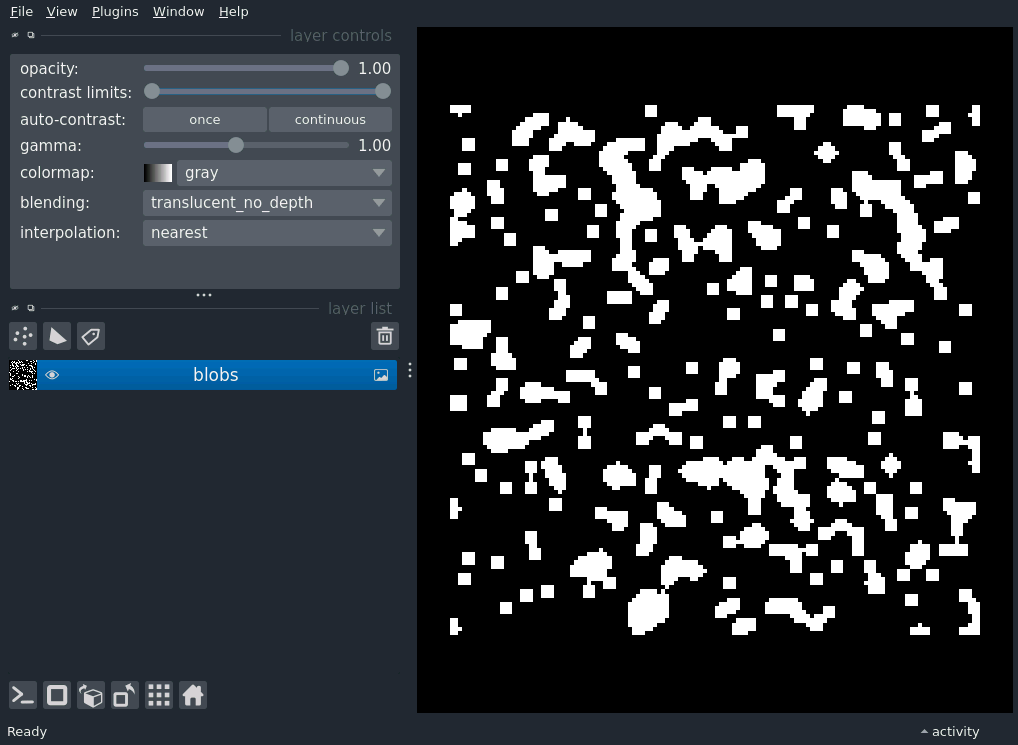 File View Plugins Window Help
layer controls
opacity: 1.00
contrast limits:
auto-contrast: once continuous
gamma: 1.00
colormap: gray
blending: translucent_no_depth
interpolation: nearest
layer list
blobs
Ready
activity